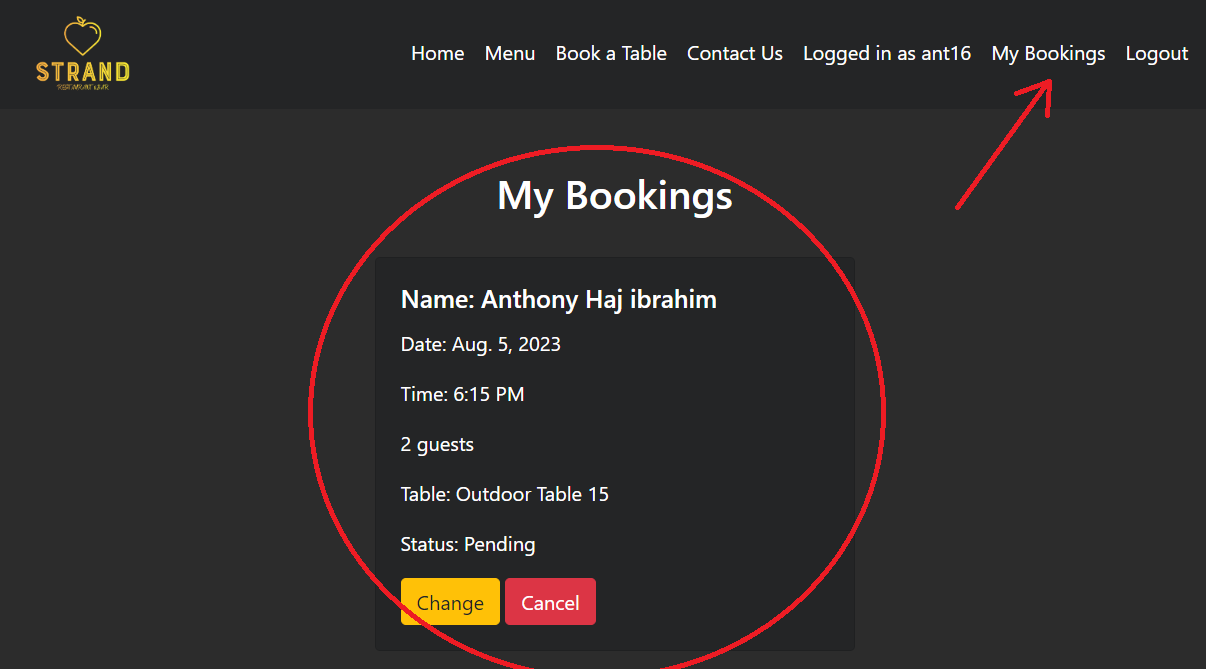 STRAND
Home Menu Book a Table Contact Us Logged in as ant16 My Bookings Logout
My Bookings
Name: Anthony Haj ibrahim
Date: Aug. 5, 2023
Time: 6:15 PM
2 guests
Table: Outdoor Table 15
Status: Pending
Change Cancel